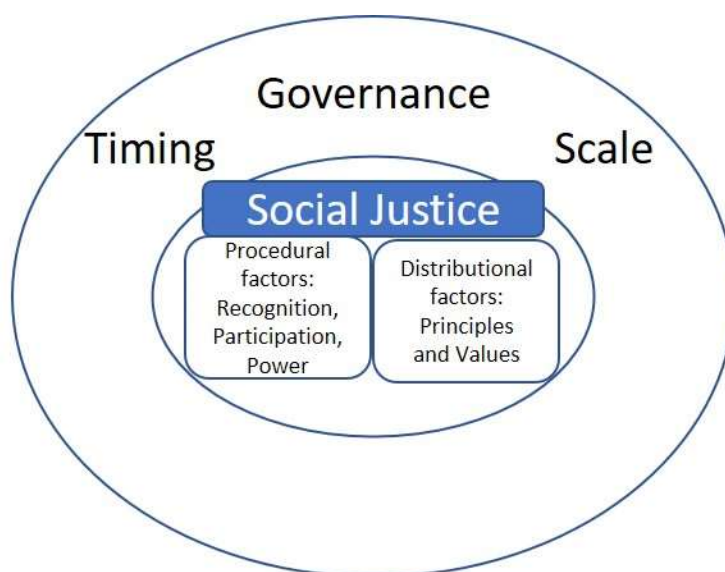 Governance
Timing
Scale
Social Justice
Procedural
factors:
Recognition,
Participation,
Power
Distributional
factors:
Principles
and Values